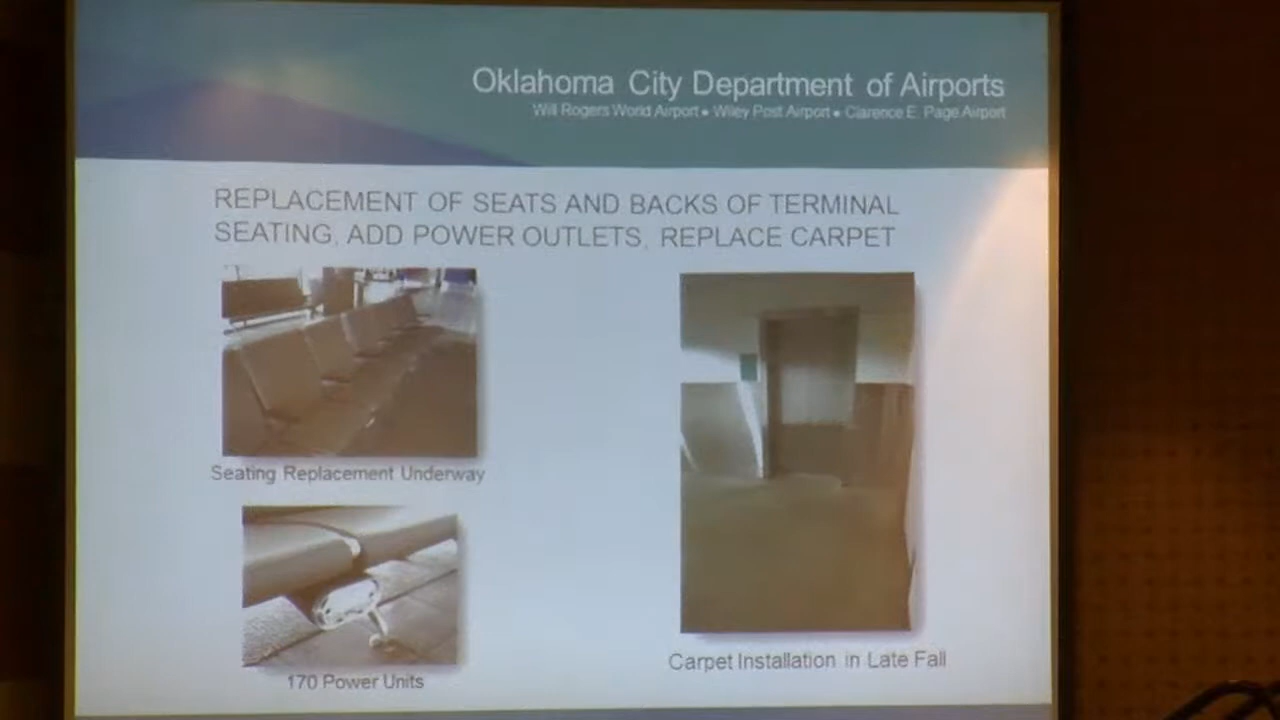 Oklahoma City Department of Airports
Will Rogers World Airport • Wiley Post Airport • Clarence E. Page Airport
REPLACEMENT OF SEATS AND BACKS OF TERMINAL
SEATING, ADD POWER OUTLETS, REPLACE CARPET
Seating Replacement Underway
170 Power Units
Carpet Installation in Late Fall